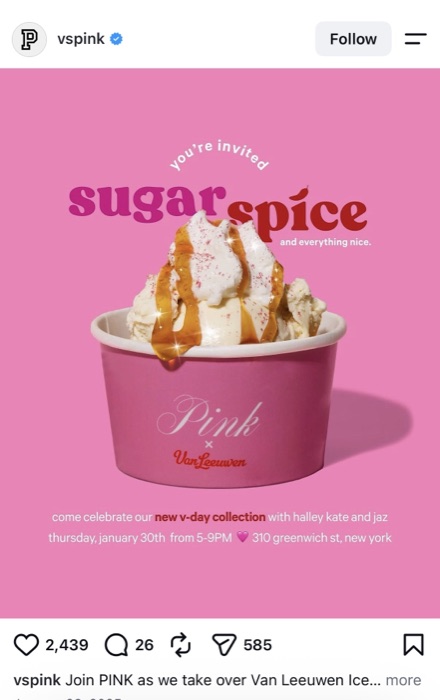 vspink
Follow
you're invited
sugar spice
and everything nice.
Pink
×
Van Leeuwen
come celebrate our new v-day collection with halley kate and jaz
thursday, january 30th from 5-9PM 💗 310 greenwich st, new york
2,439
26
585
vspink Join PINK as we take over Van Leeuwen Ice... more